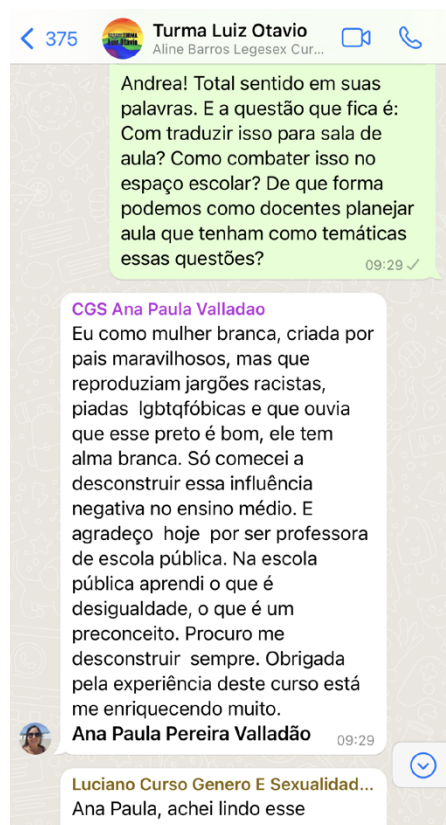 375
Turma Luiz Otavio
Aline Barros Legesex Cur...
Andrea! Total sentido em suas
palavras. E a questão que fica é:
Com traduzir isso para sala de
aula? Como combater isso no
espaço escolar? De que forma
podemos como docentes planejar
aula que tenham como temáticas
essas questões?
09:29
CGS Ana Paula Valladao
Eu como mulher branca, criada por
pais maravilhosos, mas que
reproduziam jargões racistas,
piadas lgbtqfóbicas e que ouvia
que esse preto é bom, ele tem
alma branca. Só comecei a
desconstruir essa influência
negativa no ensino médio. E
agradeço hoje por ser professora
de escola pública. Na escola
pública aprendi o que é
desigualdade, o que é um
preconceito. Procuro me
desconstruir sempre. Obrigada
pela experiência deste curso está
me enriquecendo muito.
Ana Paula Pereira Valladão
09:29
Luciano Curso Genero E Sexualidad...
Ana Paula, achei lindo esse